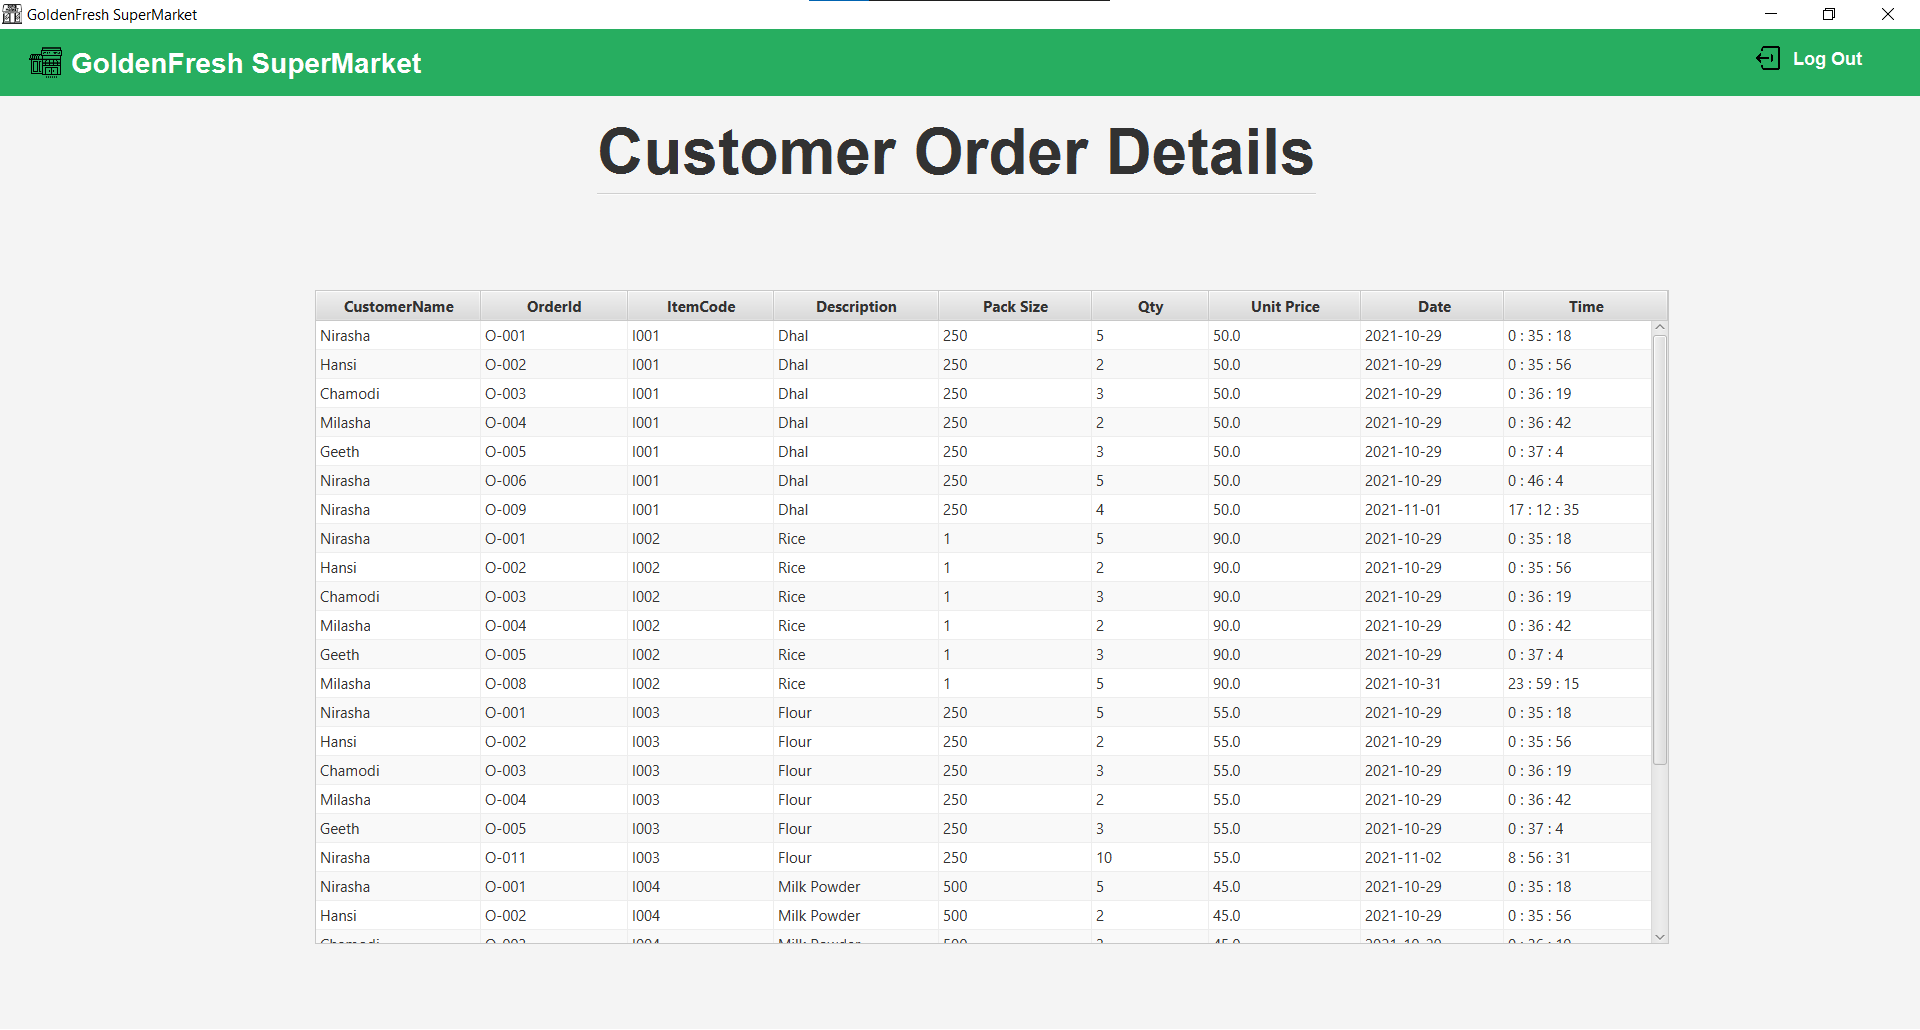 GoldenFresh SuperMarket
GoldenFresh SuperMarket
Log Out
Customer Order Details
CustomerName OrderId ItemCode Description Pack Size Qty Unit Price Date Time
Nirasha O-001 I001 Dhal 250 5 50.0 2021-10-29 0 : 35 : 18
Hansi O-002 I001 Dhal 250 2 50.0 2021-10-29 0 : 35 : 56
Chamodi O-003 I001 Dhal 250 3 50.0 2021-10-29 0 : 36 : 19
Milasha O-004 I001 Dhal 250 2 50.0 2021-10-29 0 : 36 : 42
Geeth O-005 I001 Dhal 250 3 50.0 2021-10-29 0 : 37 : 4
Nirasha O-006 I001 Dhal 250 5 50.0 2021-10-29 0 : 46 : 4
Nirasha O-009 I001 Dhal 250 4 50.0 2021-11-01 17 : 12 : 35
Nirasha O-001 I002 Rice 1 5 90.0 2021-10-29 0 : 35 : 18
Hansi O-002 I002 Rice 1 2 90.0 2021-10-29 0 : 35 : 56
Chamodi O-003 I002 Rice 1 3 90.0 2021-10-29 0 : 36 : 19
Milasha O-004 I002 Rice 1 2 90.0 2021-10-29 0 : 36 : 42
Geeth O-005 I002 Rice 1 3 90.0 2021-10-29 0 : 37 : 4
Milasha O-008 I002 Rice 1 5 90.0 2021-10-31 23 : 59 : 15
Nirasha O-001 I003 Flour 250 5 55.0 2021-10-29 0 : 35 : 18
Hansi O-002 I003 Flour 250 2 55.0 2021-10-29 0 : 35 : 56
Chamodi O-003 I003 Flour 250 3 55.0 2021-10-29 0 : 36 : 19
Milasha O-004 I003 Flour 250 2 55.0 2021-10-29 0 : 36 : 42
Geeth O-005 I003 Flour 250 3 55.0 2021-10-29 0 : 37 : 4
Nirasha O-011 I003 Flour 250 10 55.0 2021-11-02 8 : 56 : 31
Nirasha O-001 I004 Milk Powder 500 5 45.0 2021-10-29 0 : 35 : 18
Hansi O-002 I004 Milk Powder 500 2 45.0 2021-10-29 0 : 35 : 56